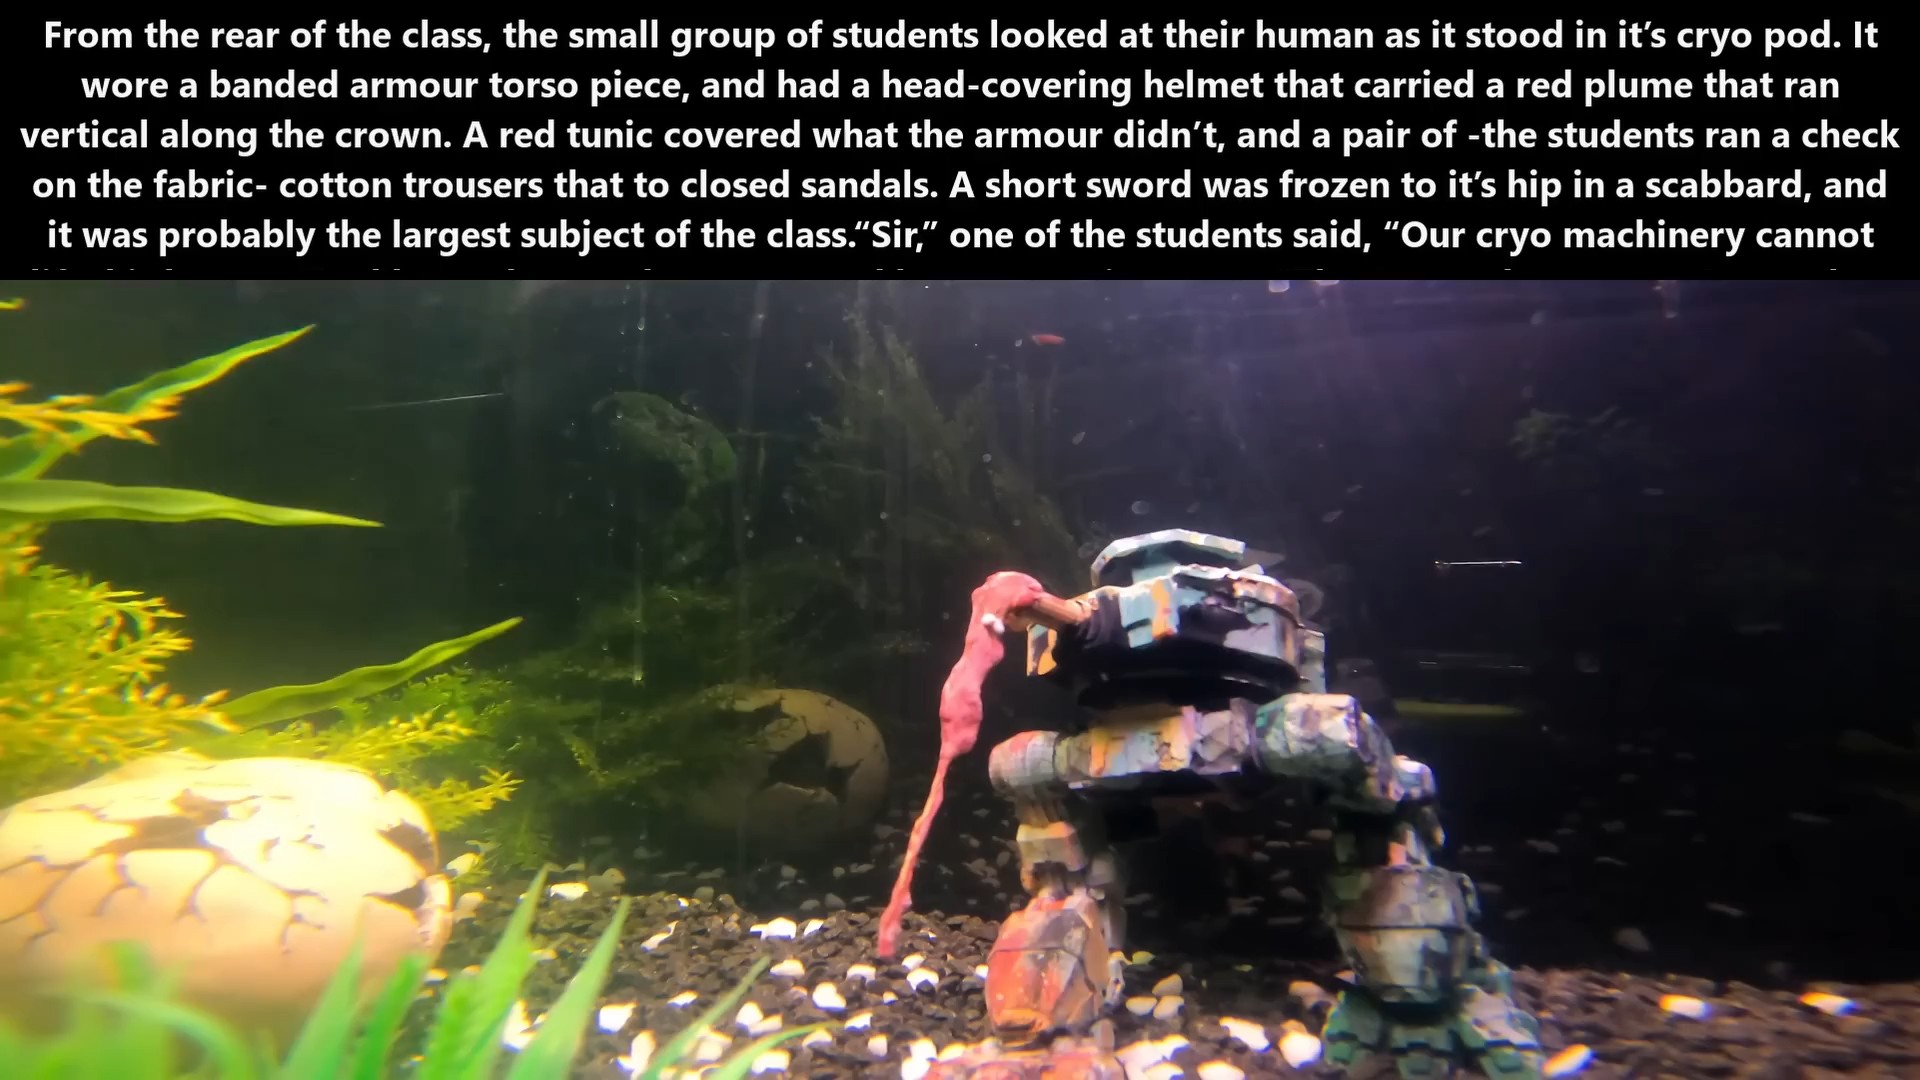 From the rear of the class, the small group of students looked at their human as it stood in it’s cryo pod. It
wore a banded armour torso piece, and had a head-covering helmet that carried a red plume that ran
vertical along the crown. A red tunic covered what the armour didn’t, and a pair of -the students ran a check
on the fabric- cotton trousers that to closed sandals. A short sword was frozen to it’s hip in a scabbard, and
it was probably the largest subject of the class.“Sir,” one of the students said, “Our cryo machinery cannot